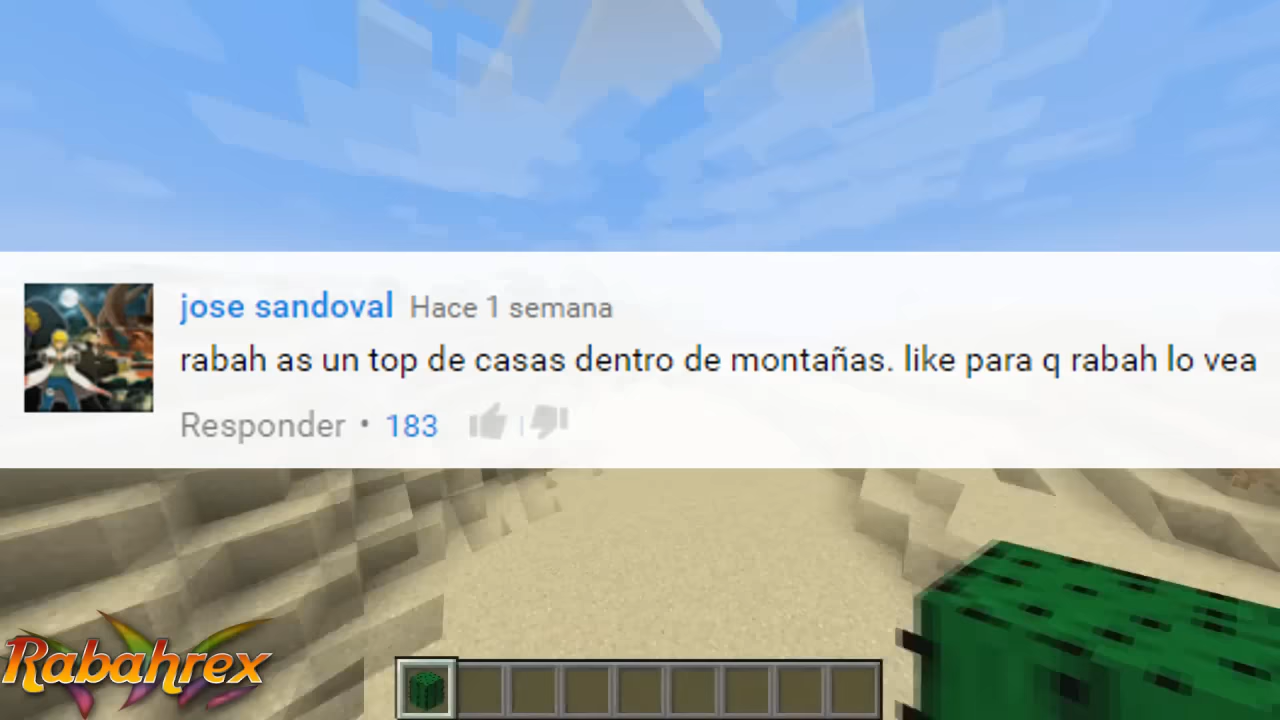 jose sandoval Hace 1 semana
rabah as un top de casas dentro de montañas. like para q rabah lo vea
Responder • 183
Rabahrex